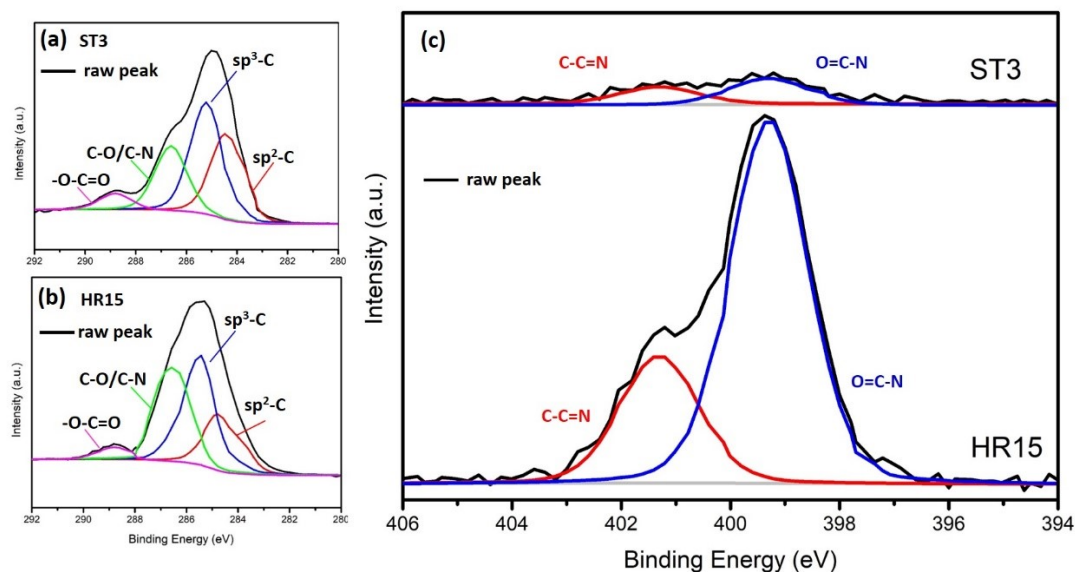 (a) ST3
raw peak
sp³-C
C-O/C-N
sp²-C
-O-C=O
Intensity (a.u.)
292 290 288 286 284 282 280
(b) HR15
raw peak
sp³-C
C-O/C-N
sp²-C
-O-C=O
Intensity (a.u.)
292 290 288 286 284 282 280
Binding Energy (eV)
(c)
C-C=N
O=C-N
ST3
raw peak
C-C=N
O=C-N
HR15
Intensity (a.u.)
406 404 402 400 398 396 394
Binding Energy (eV)